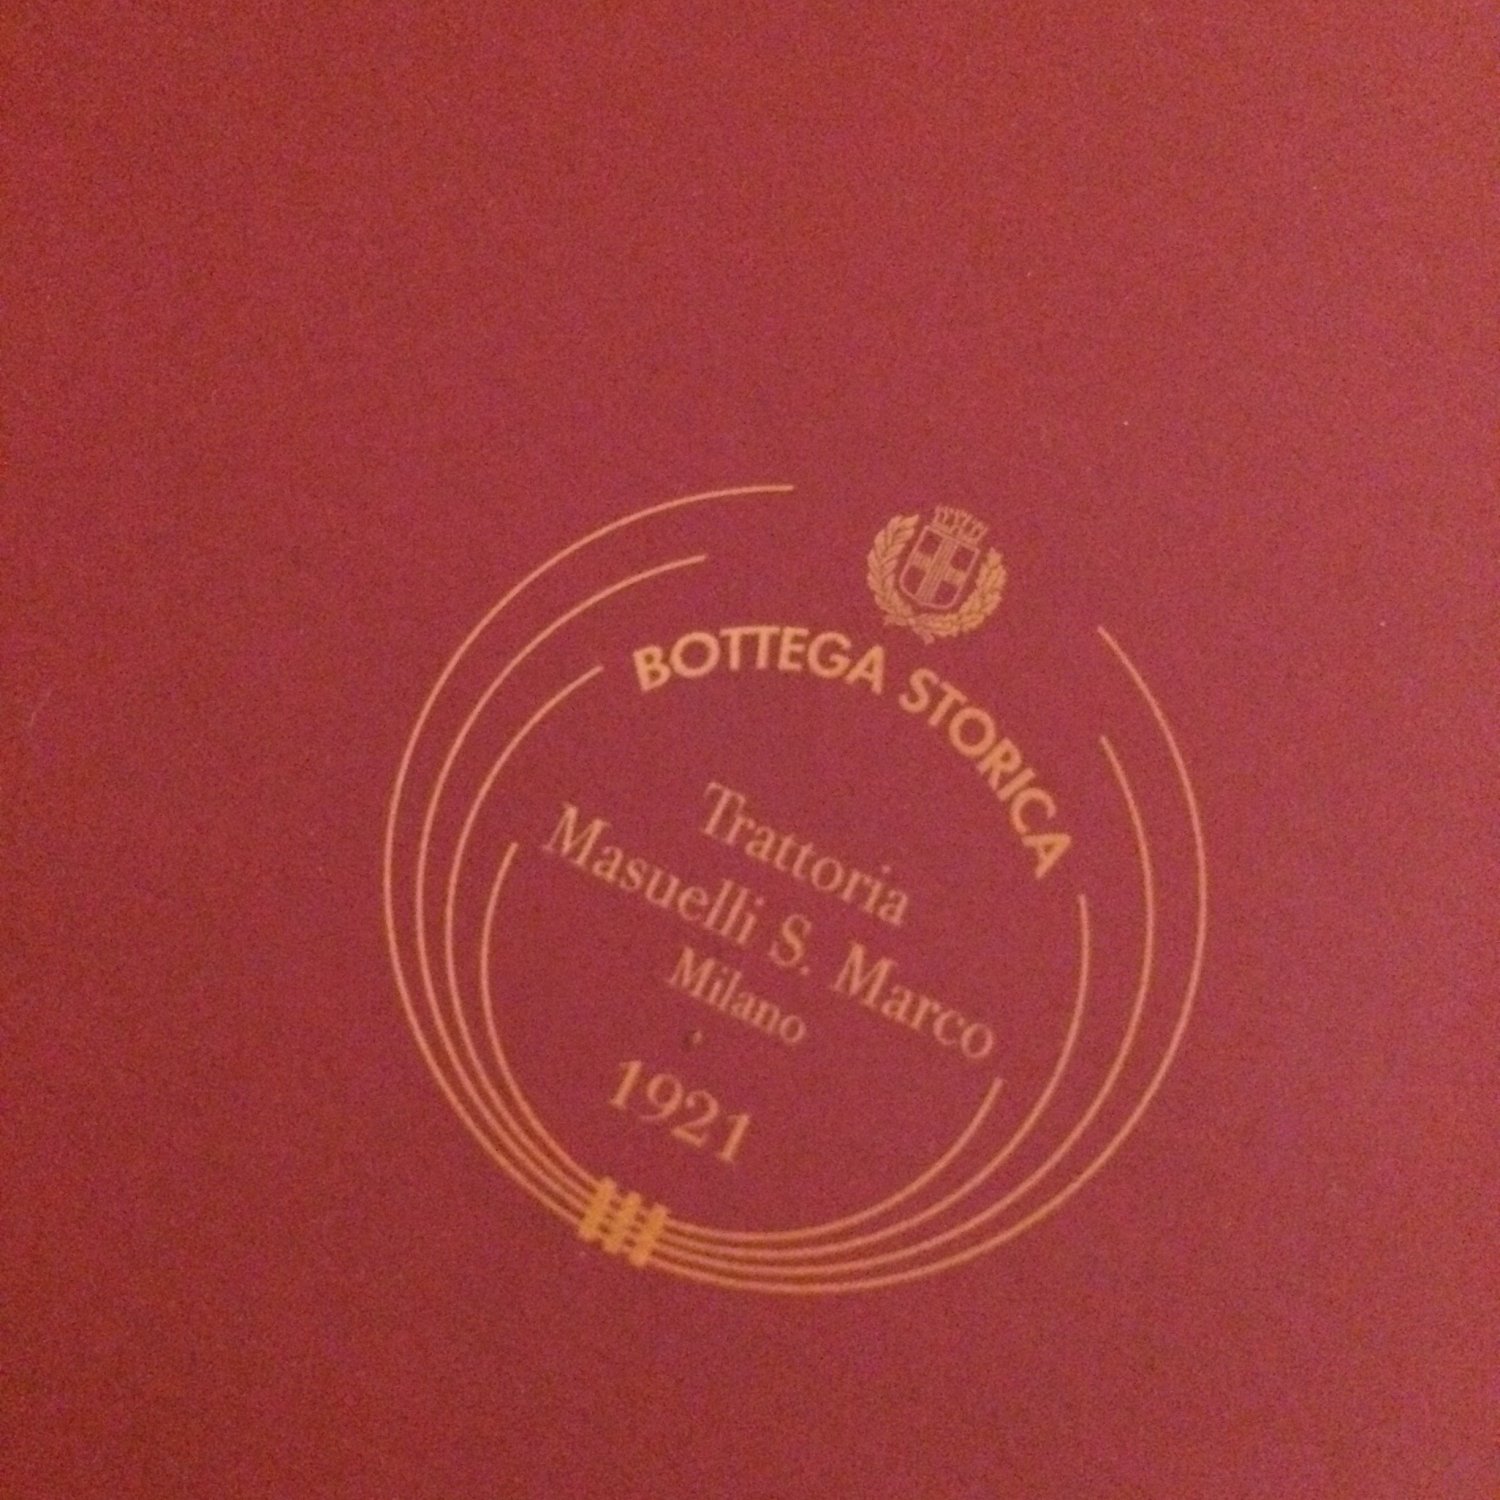 BOTTEGA STORICA
Trattoria
Masuelli S. Marco
Milano
1921